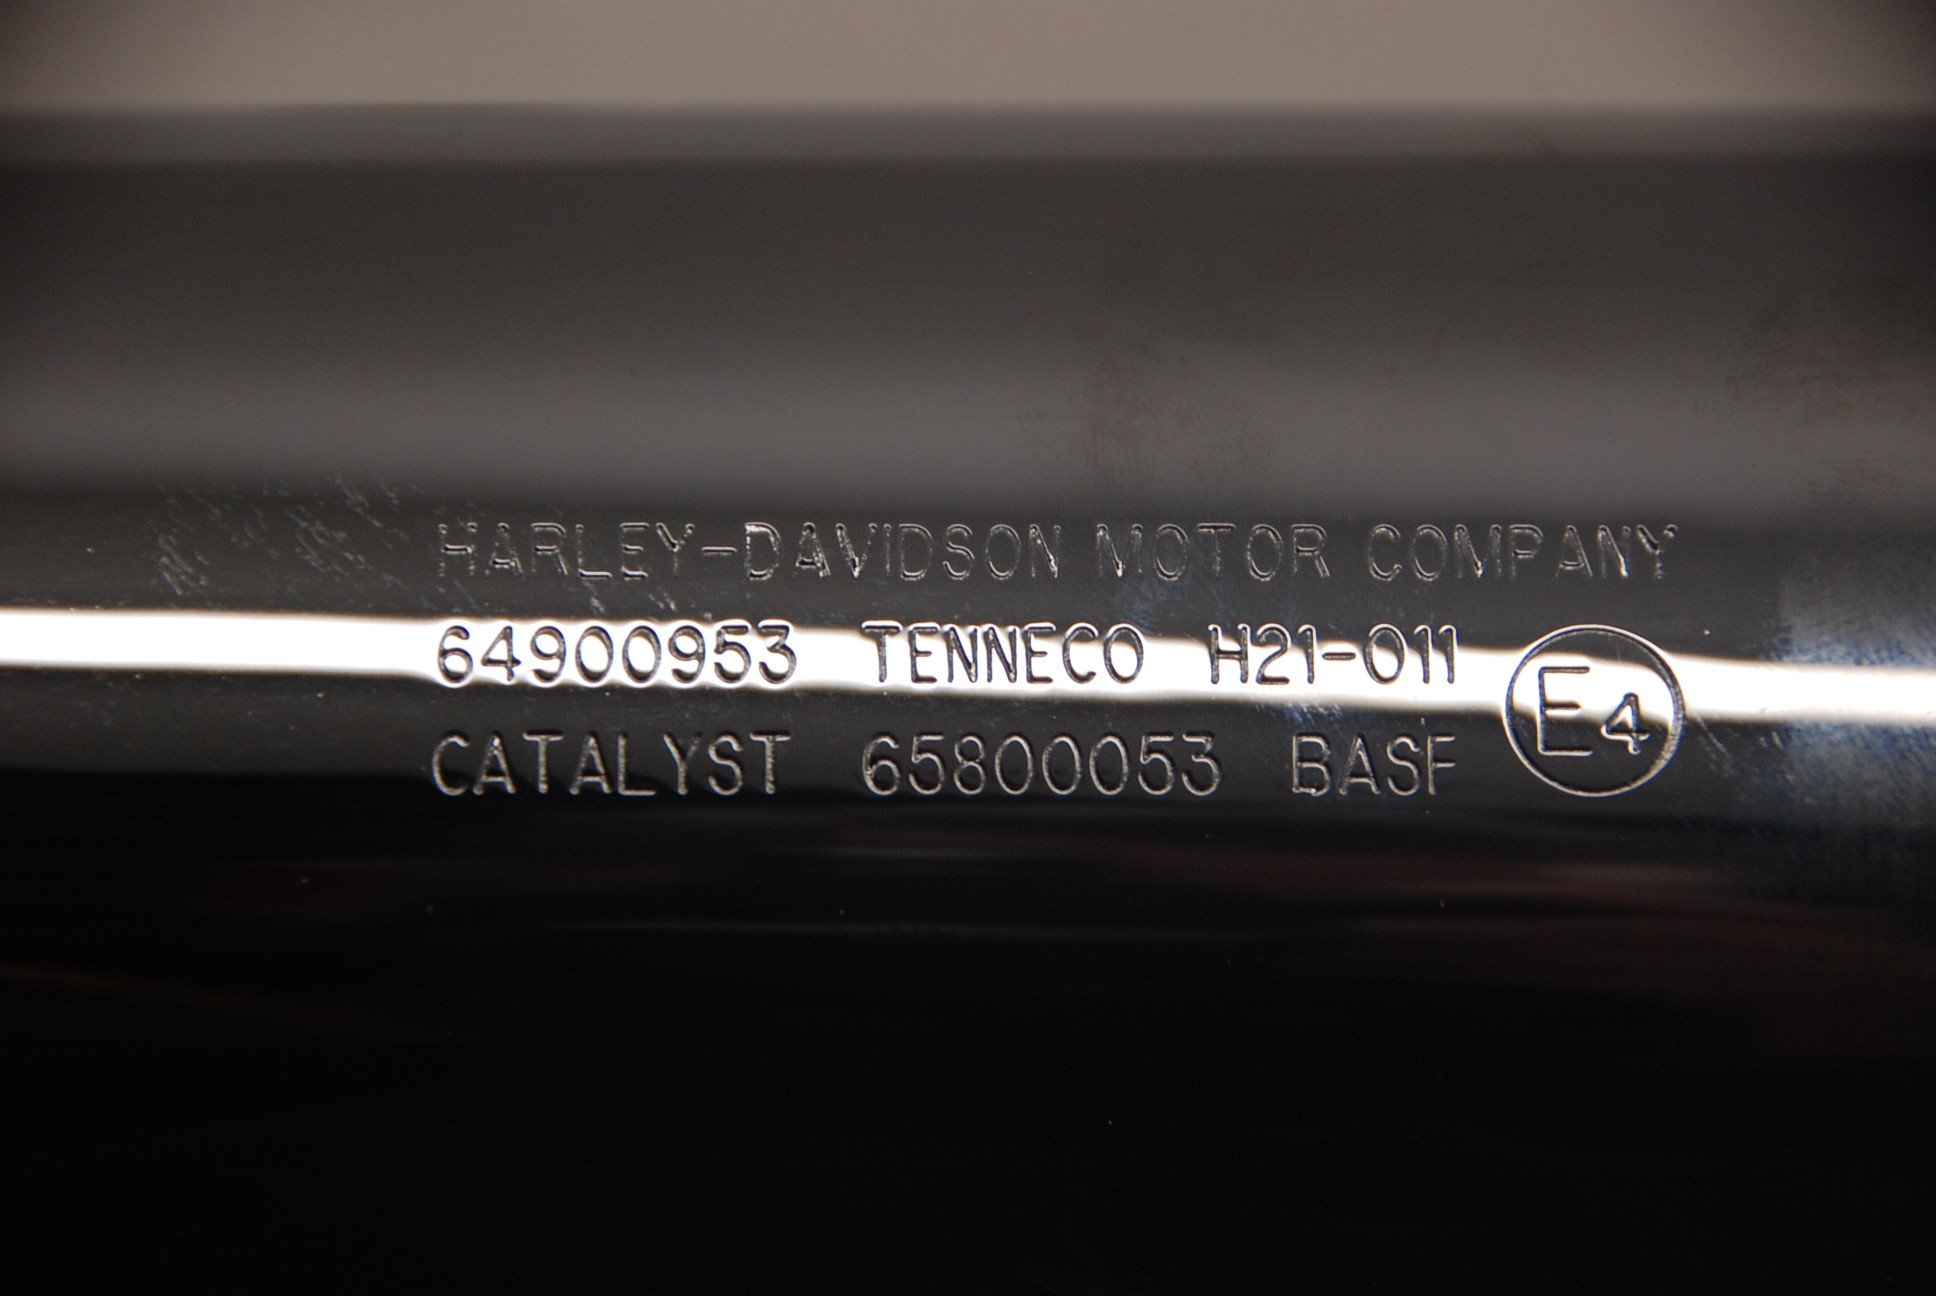 HARLEY-DAVIDSON MOTOR COMPANY
64900953 TENNECO H21-011
CATALYST 65800053 BASF
E4